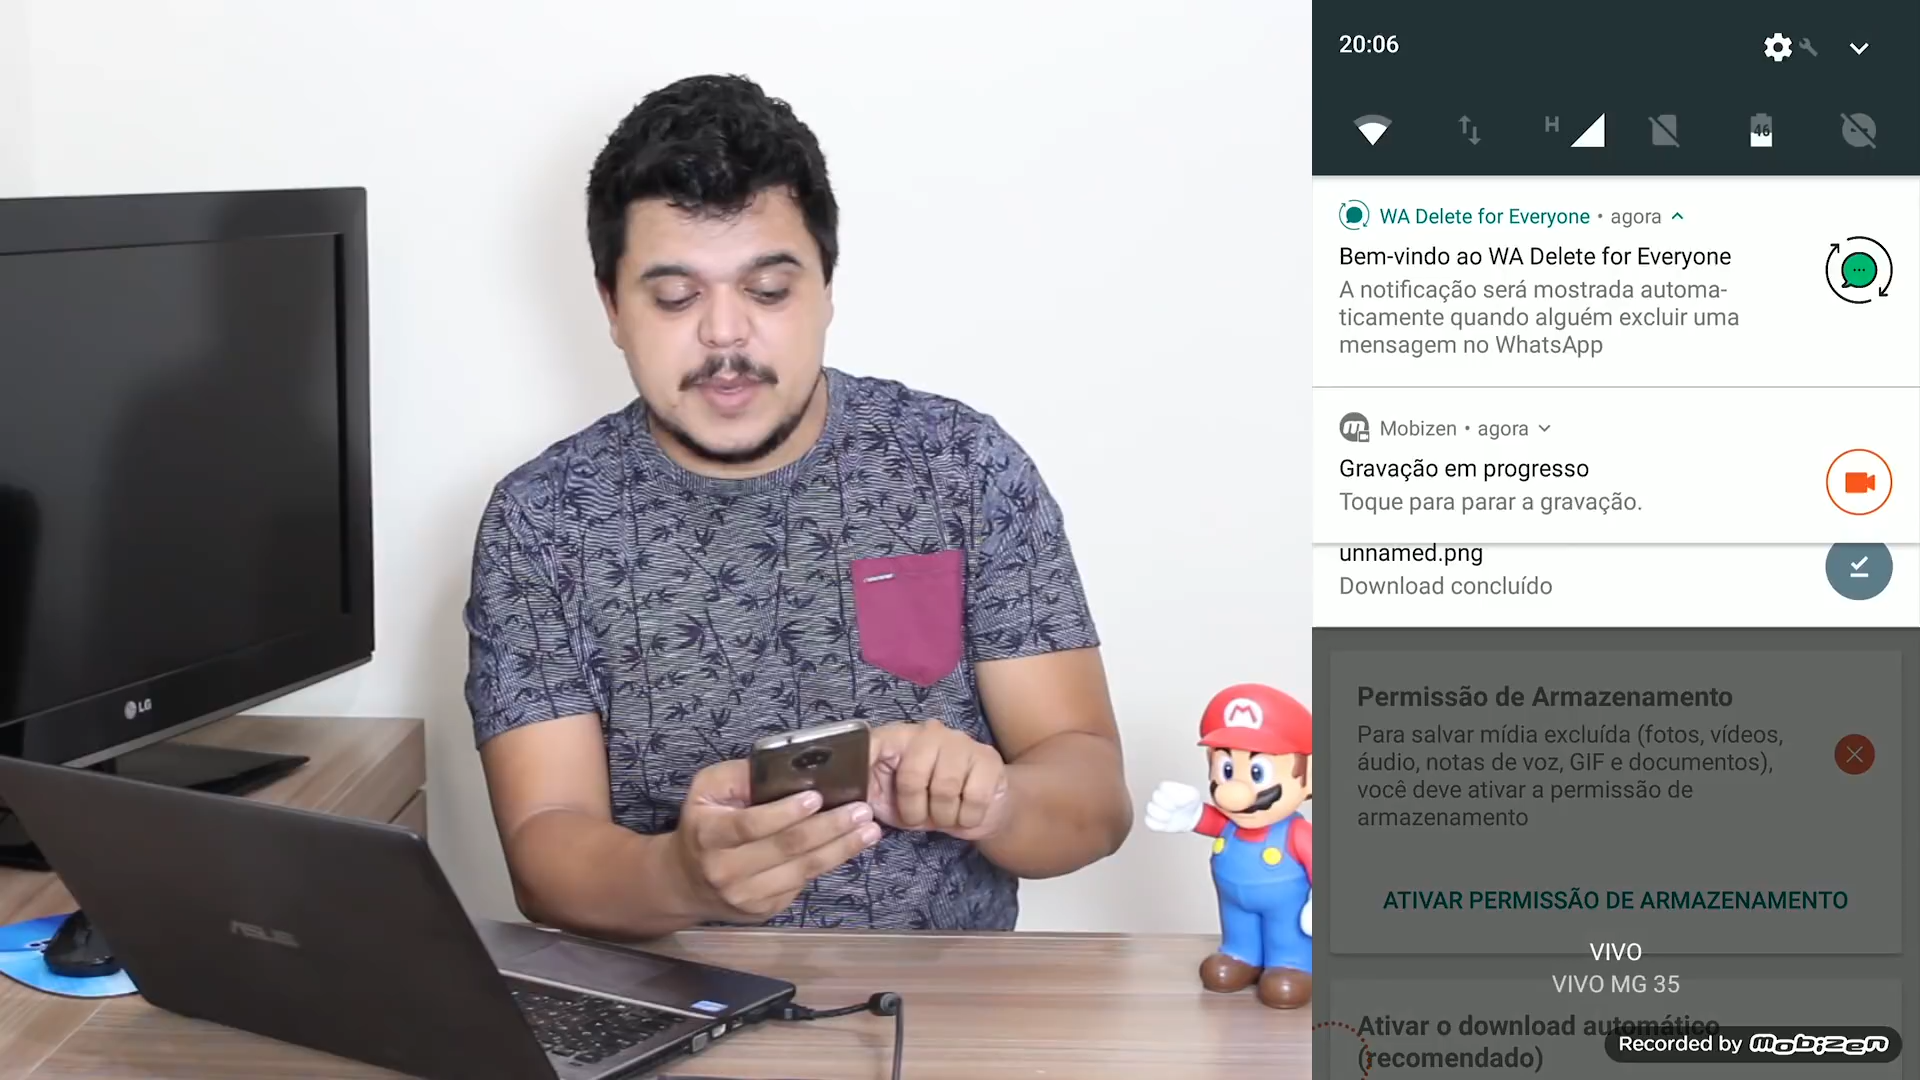 20:06
H
46
WA Delete for Everyone • agora
Bem-vindo ao WA Delete for Everyone
A notificação será mostrada automa-
ticamente quando alguém excluir uma
mensagem no WhatsApp
Mobizen • agora
Gravação em progresso
Toque para parar a gravação.
unnamed.png
Download concluído
Permissão de Armazenamento
Para salvar mídia excluída (fotos, vídeos,
áudio, notas de voz, GIF e documentos),
você deve ativar a permissão de
armazenamento
ATIVAR PERMISSÃO DE ARMAZENAMENTO
VIVO
VIVO MG 35
Ativar o download automático
(recomendado)
Recorded by Mobizen
LG
ASUS
M